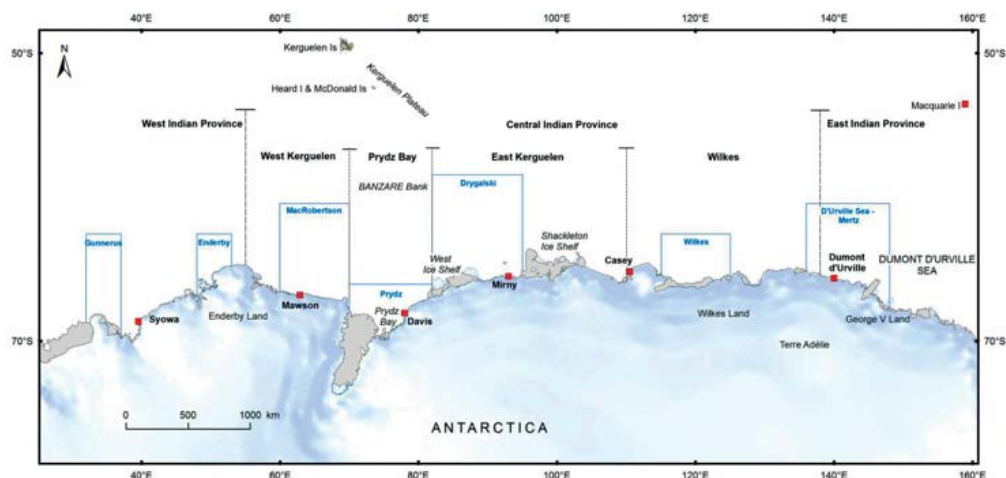 40°E 60°E 80°E 100°E 120°E 140°E 160°E
50°S 50°S
N
Kerguelen Is
Kerguelen Plateau
Heard I & McDonald Is
Macquarie I
West Indian Province Central Indian Province East Indian Province
West Kerguelen Prydz Bay East Kerguelen Wilkes
BANZARE Bank
Drygalski
MacRobertson
D'Urville Sea -
Mertz
Gunnerus
Enderby
Wilkes
Shackleton
Ice Shelf
West
Ice Shelf
Casey
Dumont
d'Urville
DUMONT D'URVILLE
SEA
Mirny
Prydz
Mawson
Prydz
Bay
Davis
Syowa
Enderby Land
Wilkes Land
George V Land
Terre Adélie
70°S 70°S
0 500 1000 km
ANTARCTICA
40°E 60°E 80°E 100°E 120°E 140°E 160°E